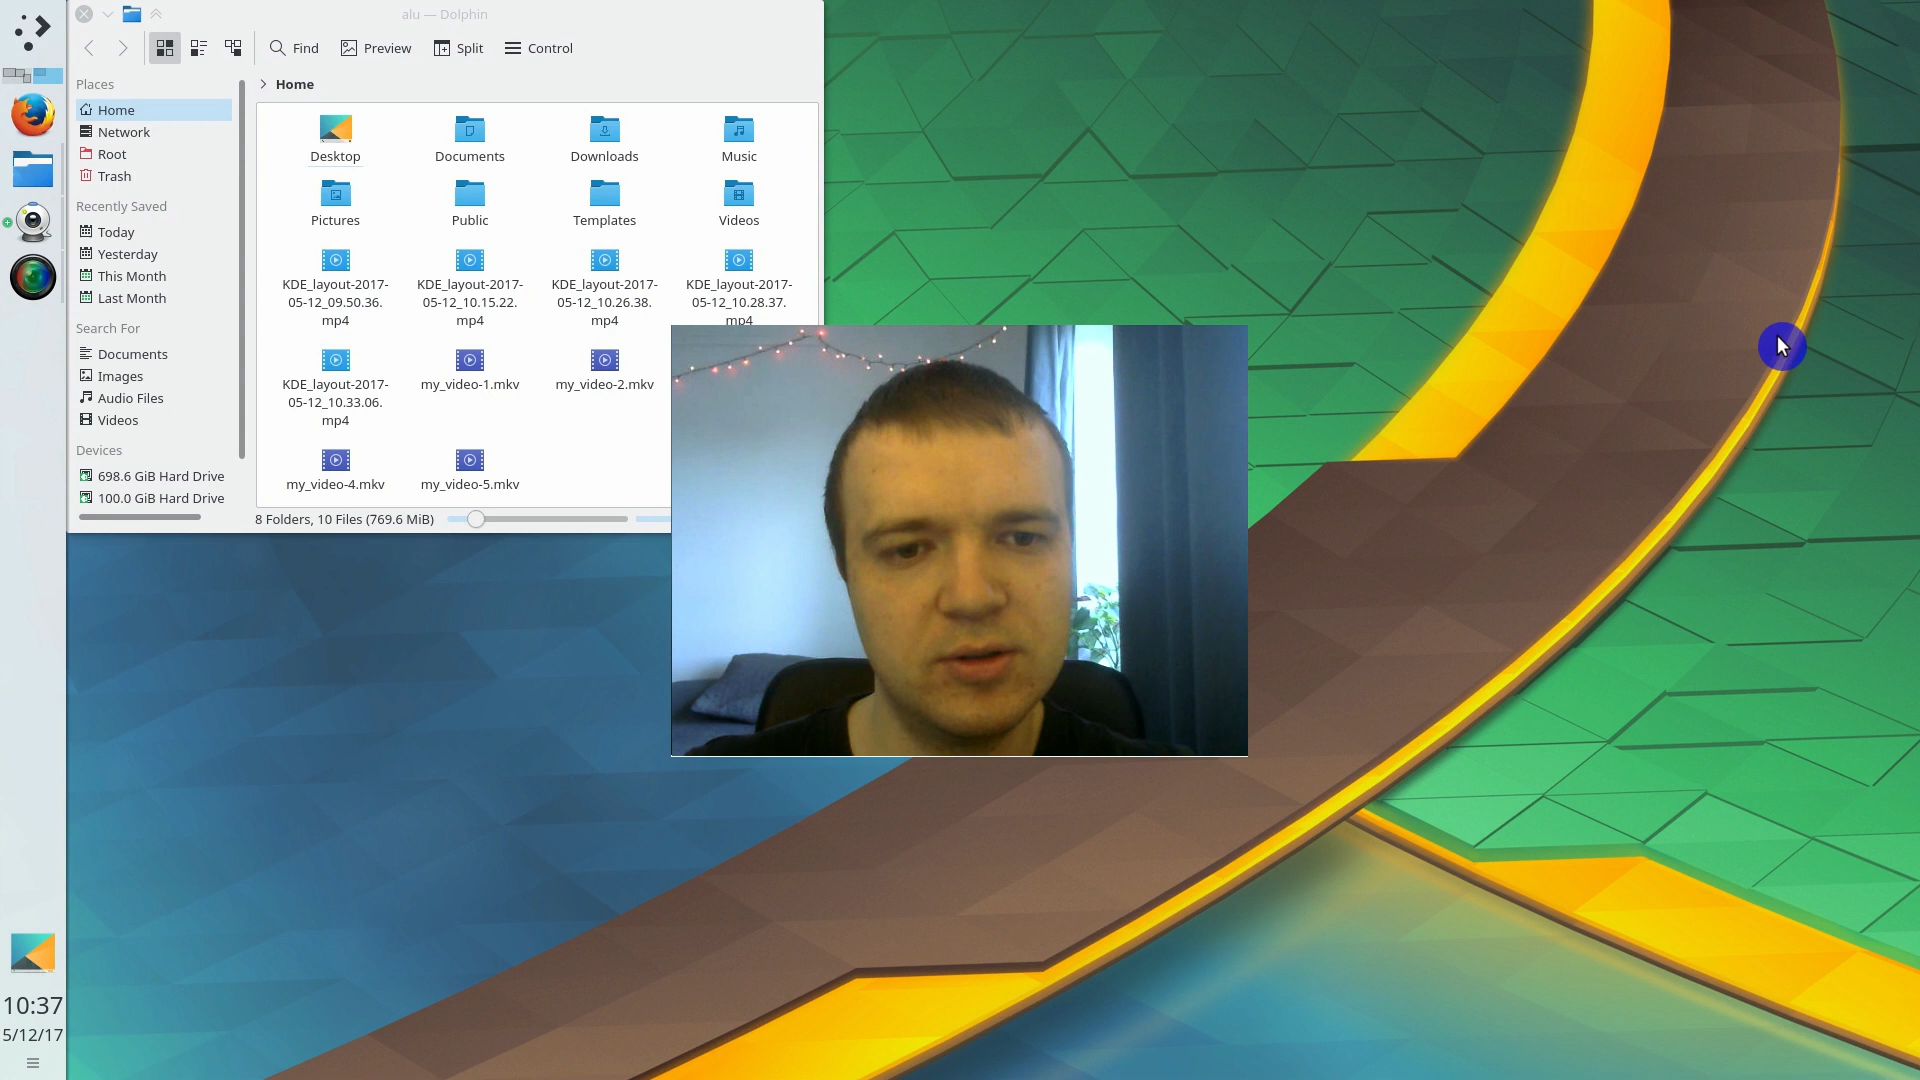 alu — Dolphin
Find
Preview
Split
Control
Places
Home
Network
Root
Trash
Recently Saved
Today
Yesterday
This Month
Last Month
Search For
Documents
Images
Audio Files
Videos
Devices
698.6 GiB Hard Drive
100.0 GiB Hard Drive
Home
Desktop
Documents
Downloads
Music
Pictures
Public
Templates
Videos
KDE_layout-2017-
05-12_09.50.36.
mp4
KDE_layout-2017-
05-12_10.15.22.
mp4
KDE_layout-2017-
05-12_10.26.38.
mp4
KDE_layout-2017-
05-12_10.28.37.
mp4
KDE_layout-2017-
05-12_10.33.06.
mp4
my_video-1.mkv
my_video-2.mkv
my_video-4.mkv
my_video-5.mkv
8 Folders, 10 Files (769.6 MiB)
10:37
5/12/17